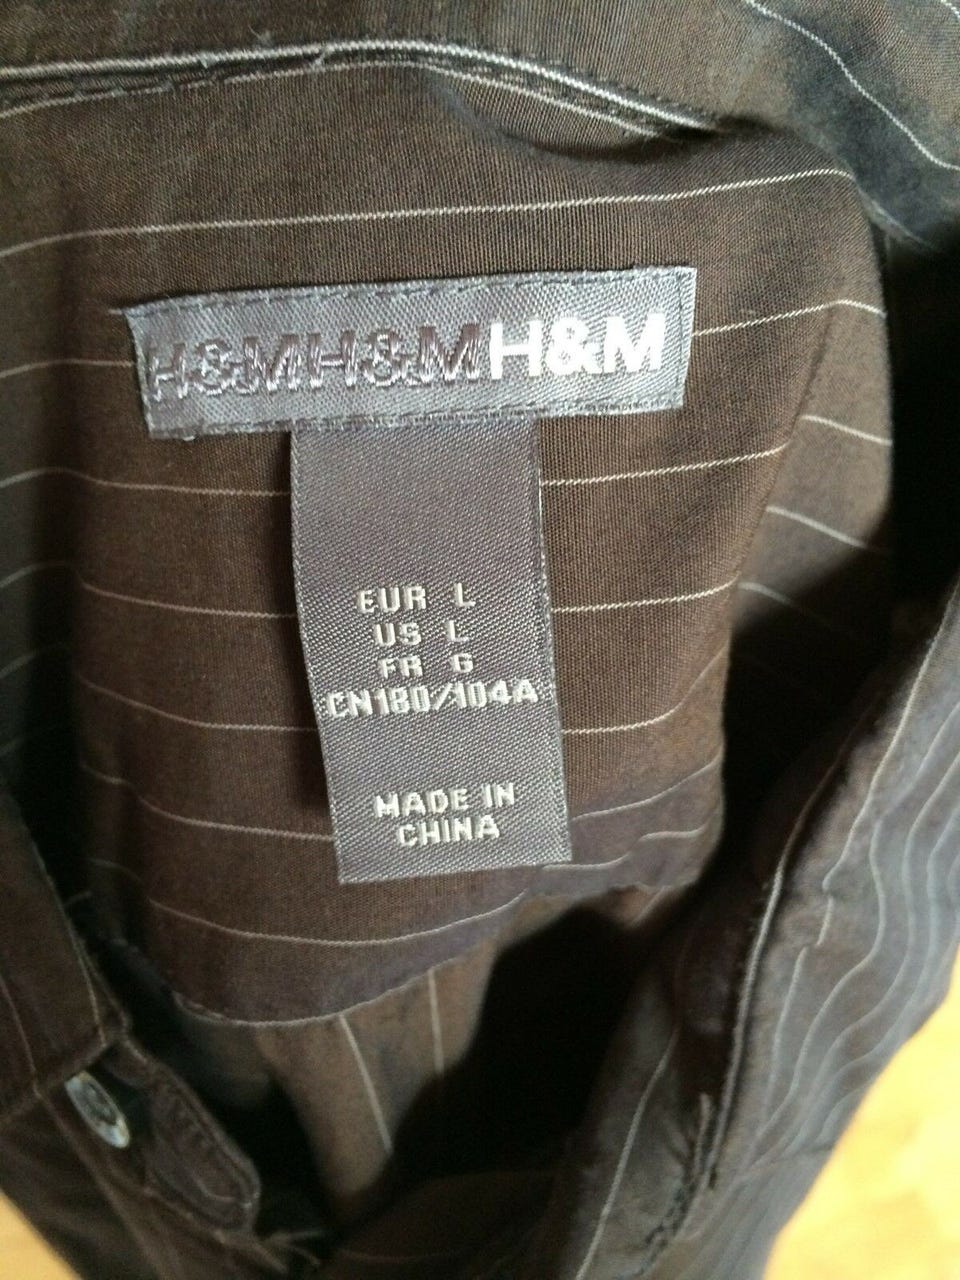 H&MH&MH&M
EUR L
US L
FR G
CN180/104A
MADE IN
CHINA